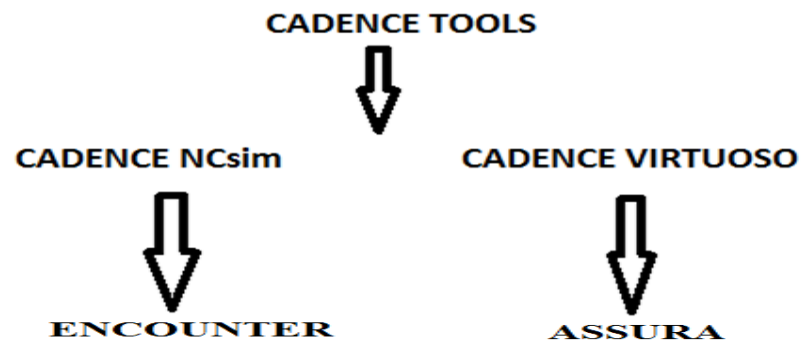 CADENCE TOOLS
CADENCE NCsim
CADENCE VIRTUOSO
ENCOUNTER
ASSURA